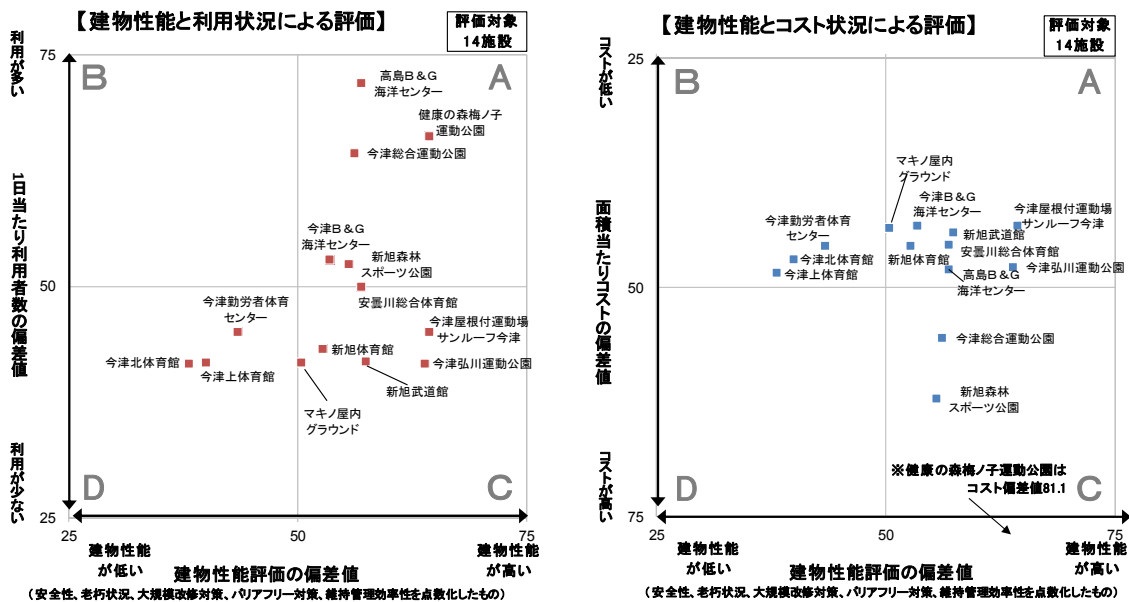 【建物性能と利用状況による評価】
評価対象
14施設
利用が多い
75
B
A
高島B&G
海洋センター
健康の森梅ノ子
運動公園
今津総合運動公園
1日当たり利用者数の偏差値
今津B&G
海洋センター
新旭森林
スポーツ公園
50
安曇川総合体育館
今津勤労者体育
センター
今津屋根付運動場
サンルーフ今津
新旭体育館
今津北体育館
今津上体育館
今津弘川運動公園
新旭武道館
マキノ屋内
グラウンド
利用が少ない
D
C
25
25
50
75
建物性能
が低い
建物性能評価の偏差値
建物性能
が高い
(安全性、老朽状況、大規模改修対策、バリアフリー対策、維持管理効率性を点数化したもの)
【建物性能とコスト状況による評価】
評価対象
14施設
コストが低い
25
B
A
マキノ屋内
グラウンド
面積当たりコストの偏差値
今津B&G
海洋センター
今津勤労者体育
センター
今津屋根付運動場
サンルーフ今津
新旭武道館
安曇川総合体育館
新旭体育館
今津北体育館
今津上体育館
今津弘川運動公園
高島B&G
海洋センター
50
今津総合運動公園
新旭森林
スポーツ公園
コストが高い
※健康の森梅ノ子運動公園は
コスト偏差値81.1
D
C
75
25
50
75
建物性能
が低い
建物性能評価の偏差値
建物性能
が高い
(安全性、老朽状況、大規模改修対策、バリアフリー対策、維持管理効率性を点数化したもの)